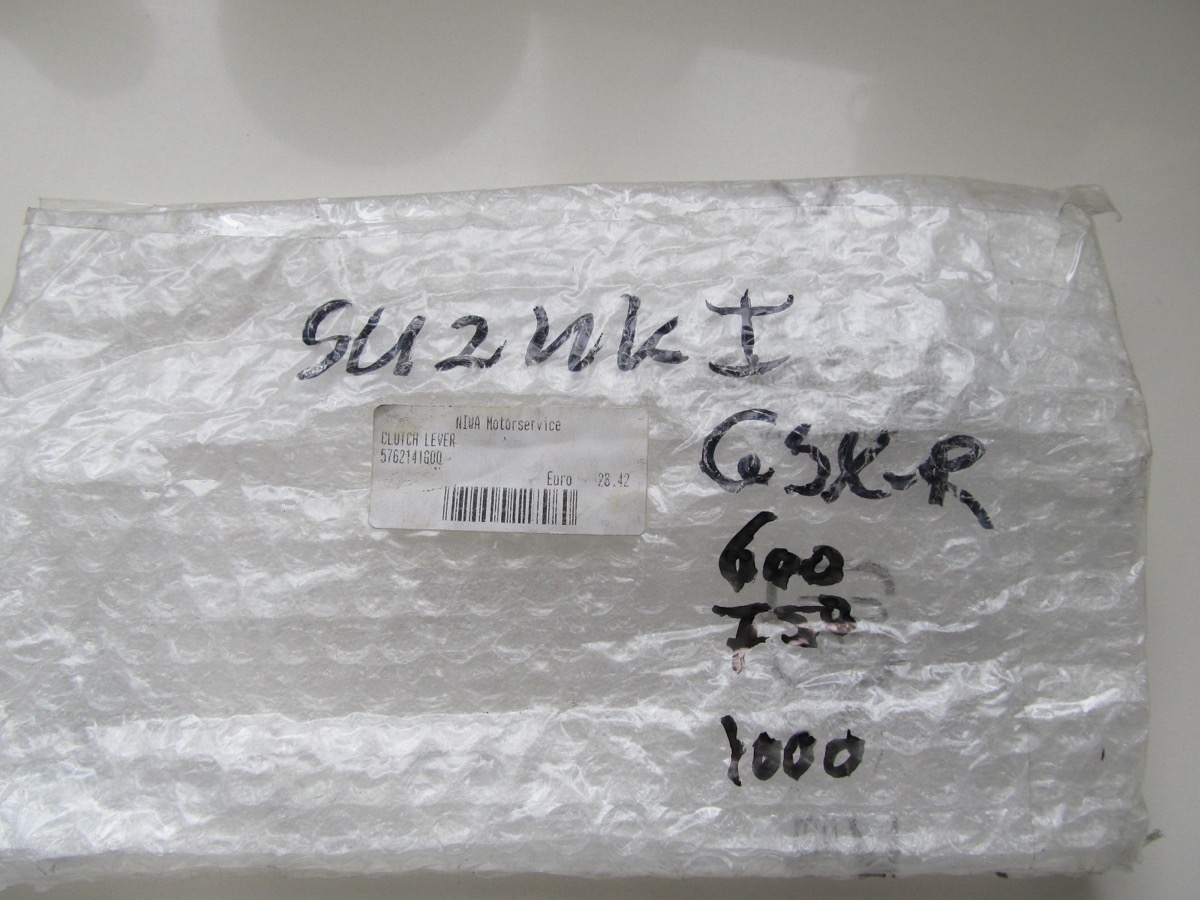 SUZUKI
NIWA Motorservice
CLUTCH LEVER
5762141G00
Euro 28.42
GSX-R
600
750
1000